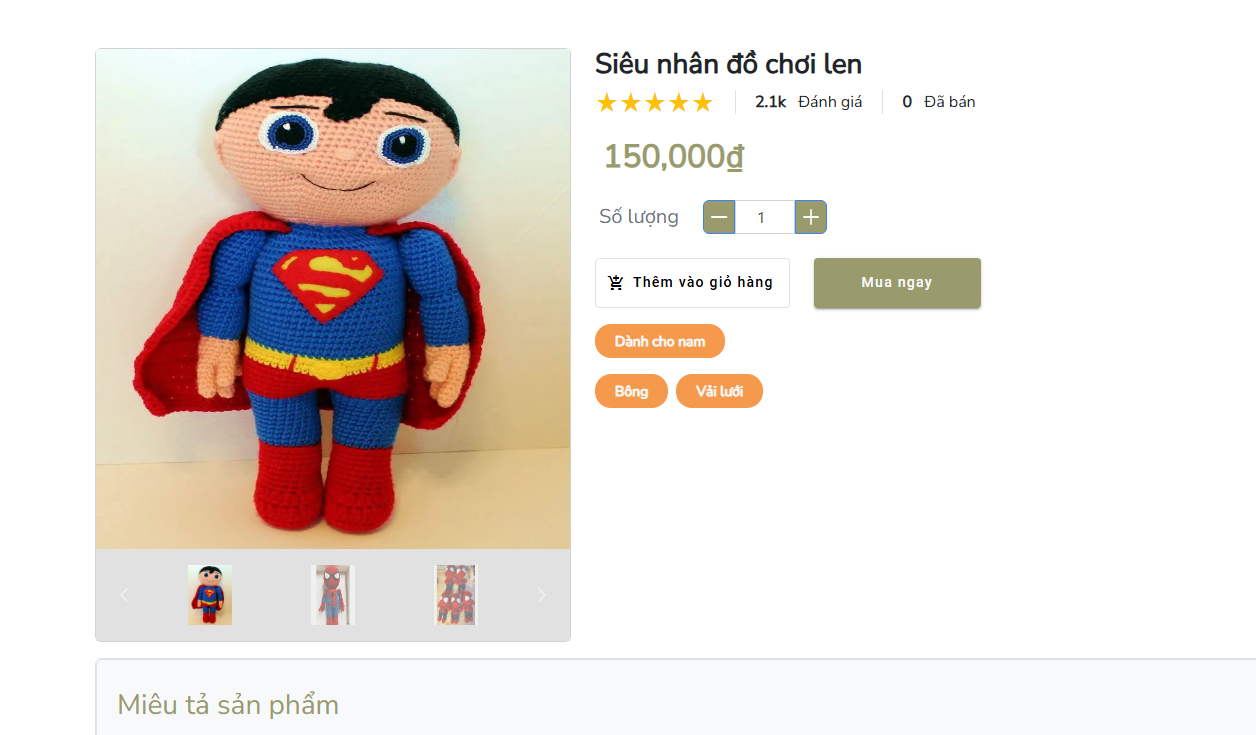 Siêu nhân đồ chơi len
2.1k Đánh giá 0 Đã bán
150,000₫
Số lượng 1
Thêm vào giỏ hàng Mua ngay
Dành cho nam
Bông Vải lưới
Miêu tả sản phẩm